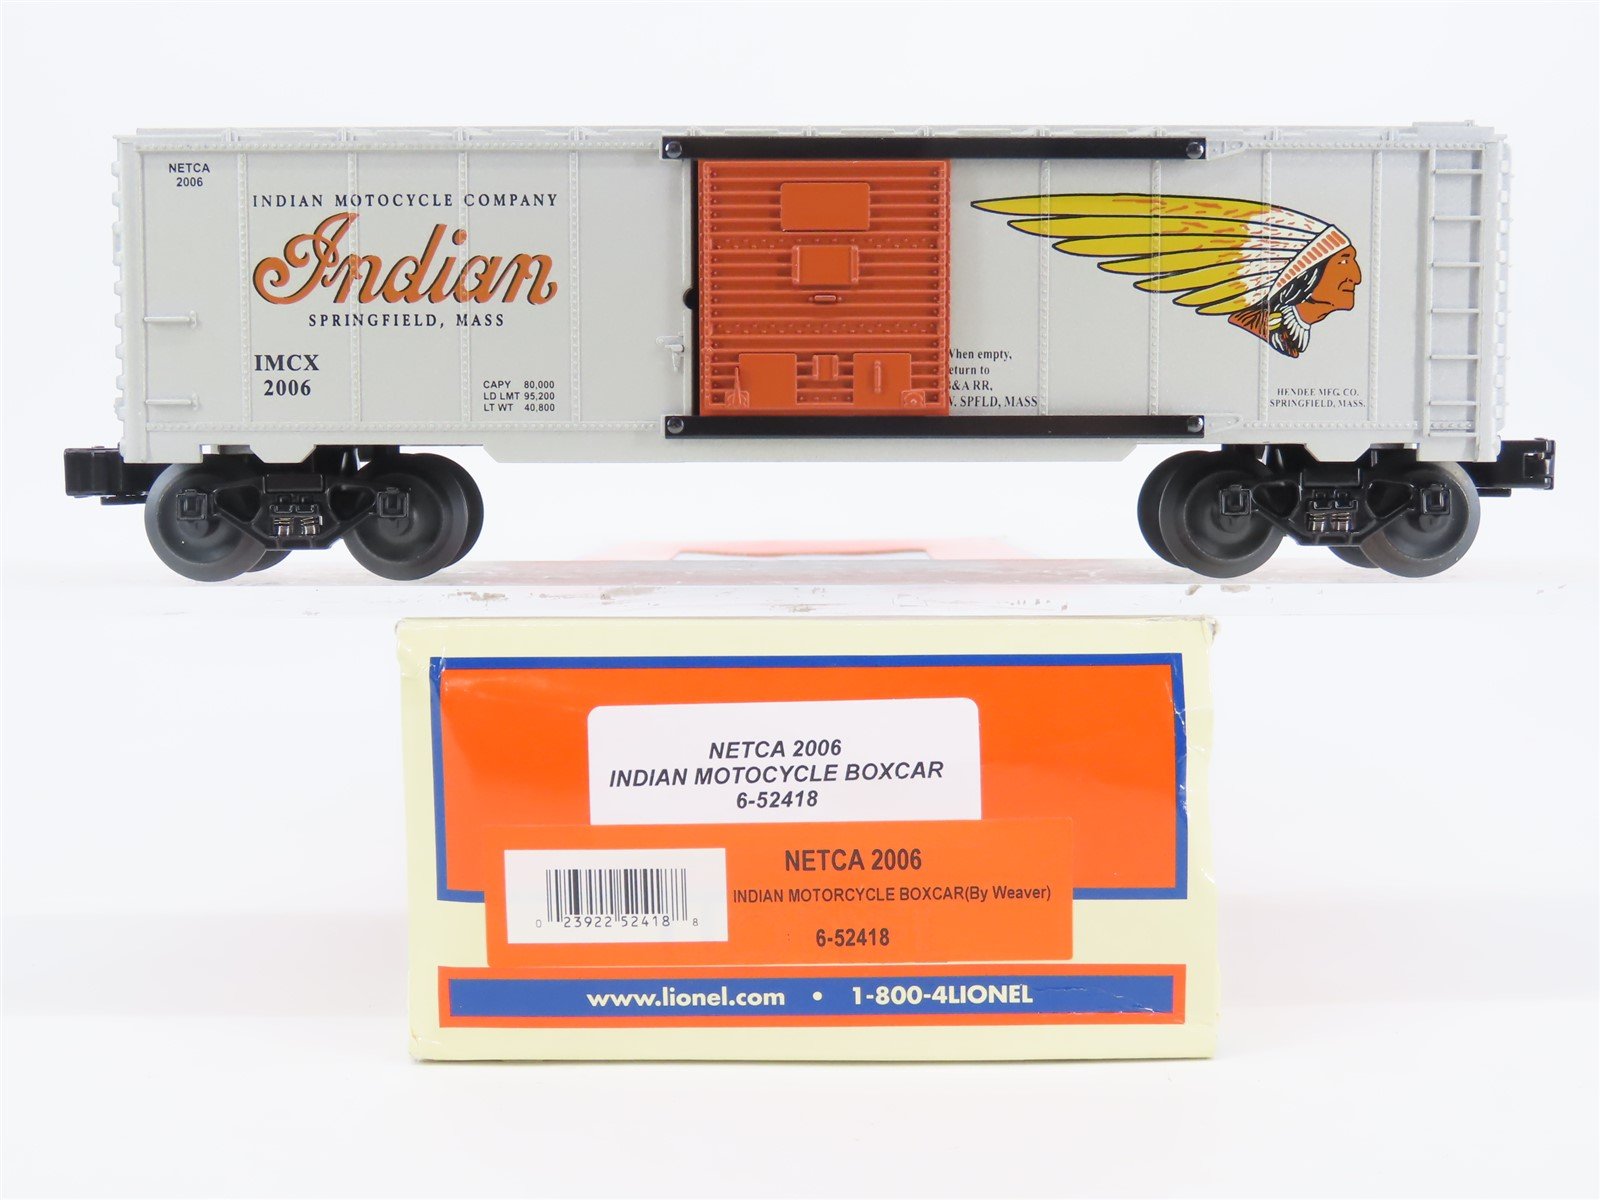 NETCA
2006
INDIAN MOTOCYCLE COMPANY
Indian
SPRINGFIELD, MASS
IMCX
2006
CAPY 80,000
LD LMT 95,200
LT WT 40,800
empty,
to
RR,
SPFLD, MASS
HENDEE MFG. CO.
SPRINGFIELD, MASS.
NETCA 2006
INDIAN MOTOCYCLE BOXCAR
6-52418
NETCA 2006
INDIAN MOTORCYCLE BOXCAR(By Weaver)
6-52418
0 23922 52418 8
www.lionel.com • 1-800-4LIONEL